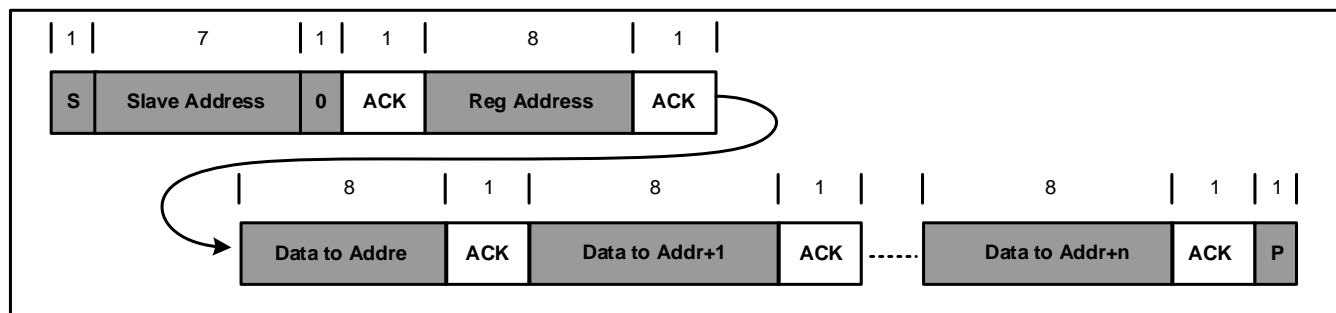 1 7 1 1 8 1
S Slave Address 0 ACK Reg Address ACK
8 1 8 1 8 1 1
Data to Addre ACK Data to Addr+1 ACK Data to Addr+n ACK P